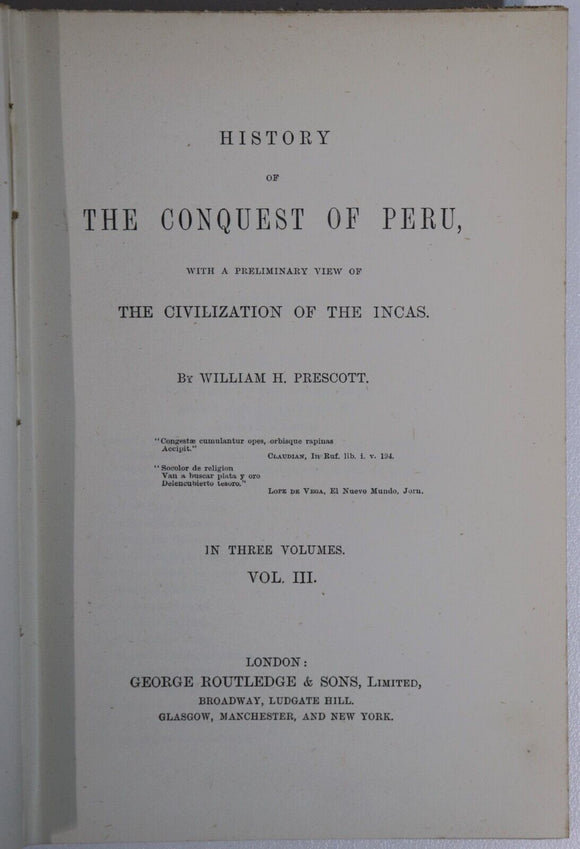 HISTORY
OF
THE CONQUEST OF PERU,
WITH A PRELIMINARY VIEW OF
THE CIVILIZATION OF THE INCAS.
BY WILLIAM H. PRESCOTT.
"Congestæ cumulantur opes, orbisque rapinas
Accipit."
CLAUDIAN, In Ruf. lib. i. v. 194.
"Socolor de religion
Van a buscar plata y oro
Delencubierto tesoro."
LOPE DE VEGA, El Nuevo Mundo, Jorn.
IN THREE VOLUMES.
VOL. III.
LONDON:
GEORGE ROUTLEDGE & SONS, LIMITED,
BROADWAY, LUDGATE HILL.
GLASGOW, MANCHESTER, AND NEW YORK.